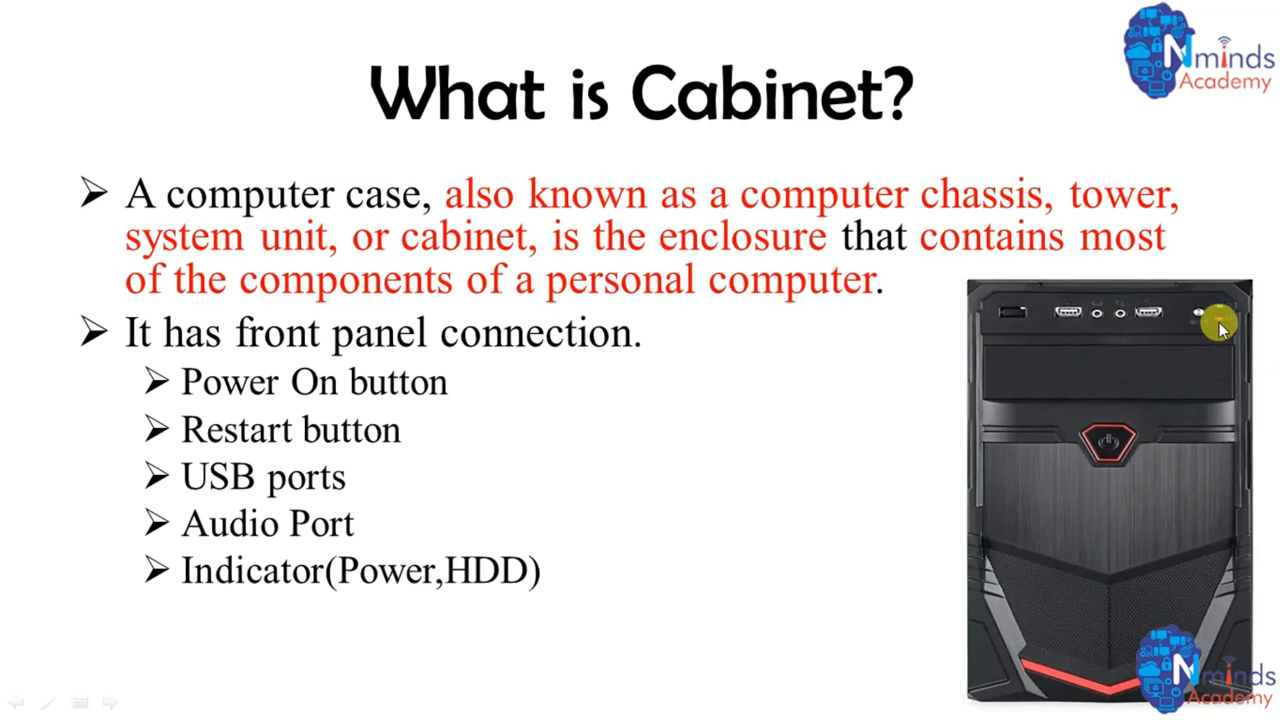 Nminds
Academy
What is Cabinet?
A computer case, also known as a computer chassis, tower,
system unit, or cabinet, is the enclosure that contains most
of the components of a personal computer.
It has front panel connection.
Power On button
Restart button
USB ports
Audio Port
Indicator(Power,HDD)
Nminds
Academy